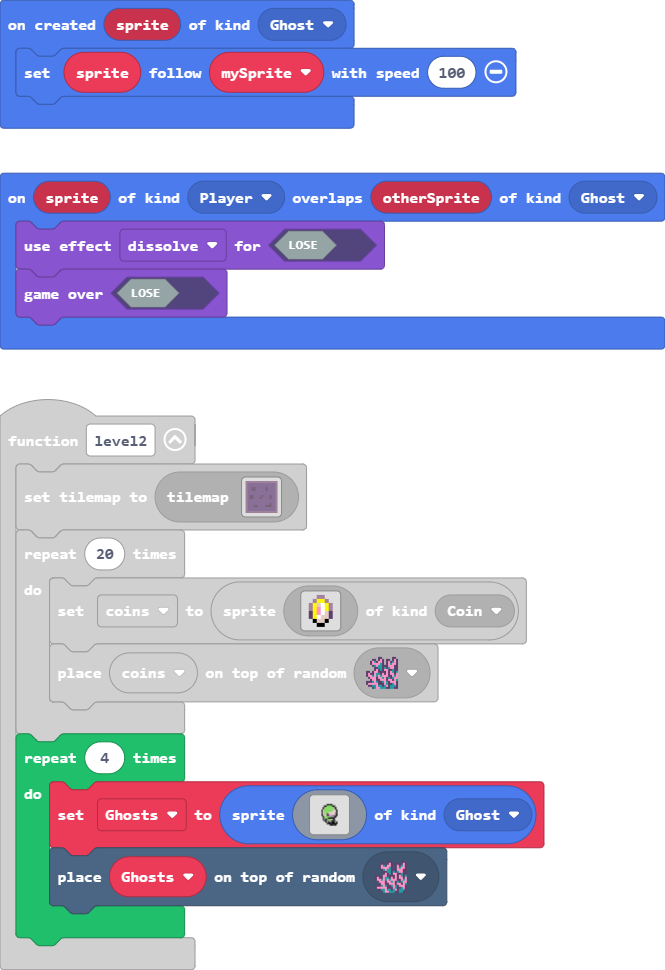 on created sprite of kind Ghost
set sprite follow mySprite with speed 100
on sprite of kind Player overlaps otherSprite of kind Ghost
use effect dissolve for LOSE
game over LOSE
function level2
set tilemap to tilemap
repeat 20 times
do
set coins to sprite of kind Coin
place coins on top of random
repeat 4 times
do
set Ghosts to sprite of kind Ghost
place Ghosts on top of random